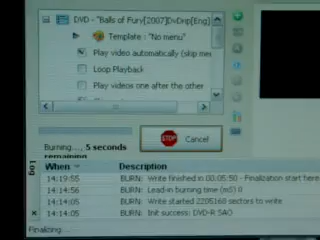 DVD - "Balls of Fury[2007]DvDrip[Eng]
Template : "No menu"
Play video automatically (skip men
Loop Playback
Play videos one after the other
Burning..., 5 seconds
remaining
STOP
Cancel
Log
When
Description
14:19:55 BURN: Write finished in 00:05:50 - Finalization start here
14:14:56 BURN: Lead-in burning time (mS) 0
14:14:05 BURN: Write started 2205168 sectors to write
14:14:05 BURN: Init success: DVD-R SAO
Finalizing...